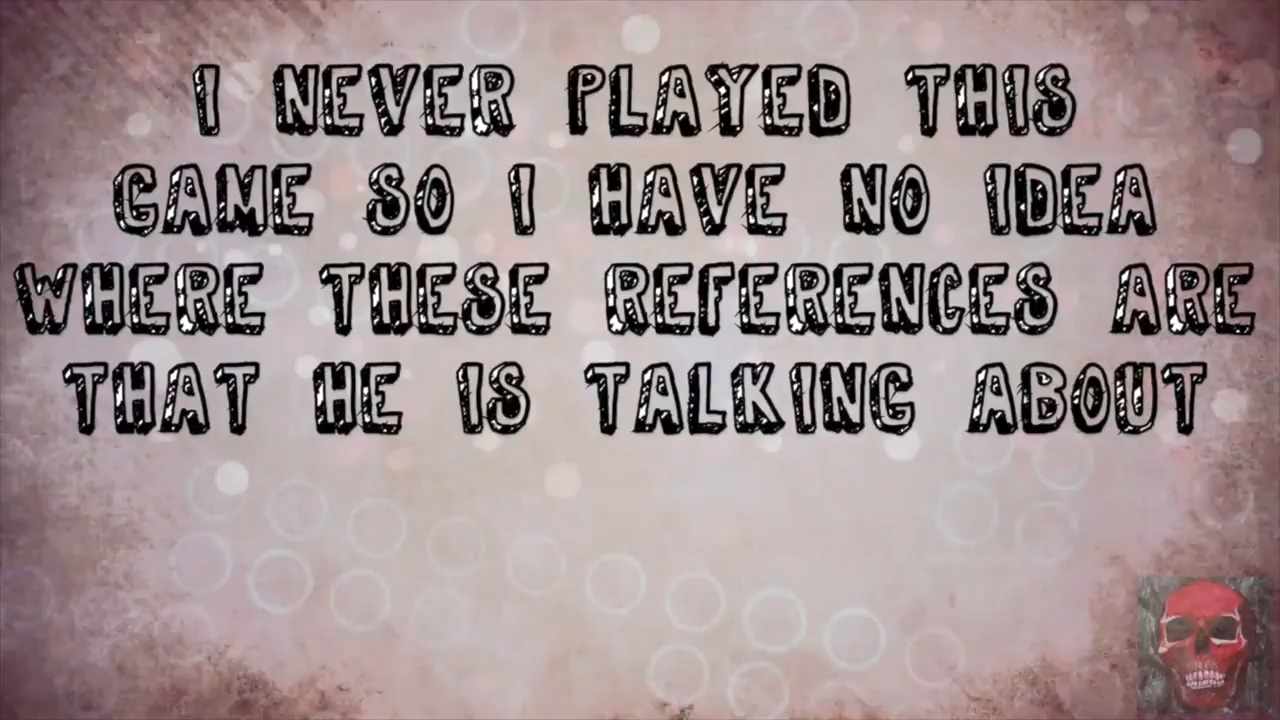 I NEVER PLAYED THIS
GAME SO I HAVE NO IDEA
WHERE THESE REFERENCES ARE
THAT HE IS TALKING ABOUT